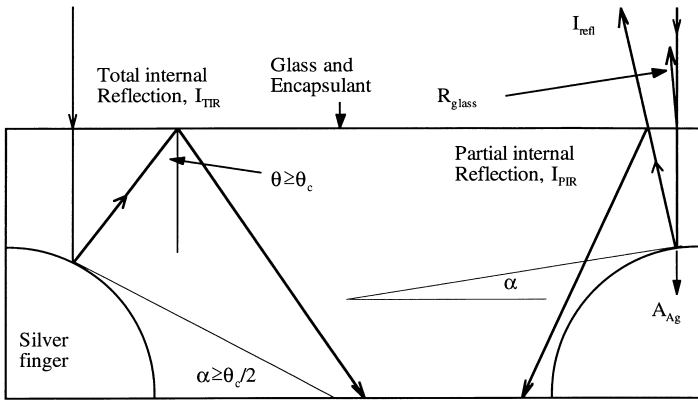 I_refl
Total internal
Reflection, I_TIR
Glass and
Encapsulant
R_glass
Partial internal
Reflection, I_PIR
θ≥θ_c
α
A_Ag
Silver
finger
α≥θ_c/2